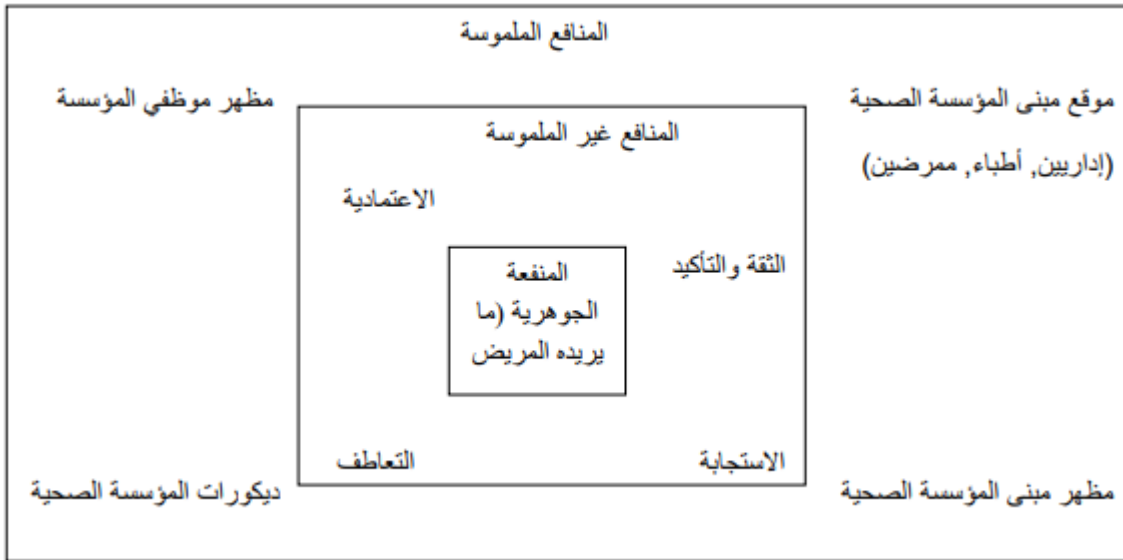 المنافع الملموسة
موقع مبنى المؤسسة الصحية
مظهر موظفي المؤسسة
(إداريين, أطباء, ممرضين)
المنافع غير الملموسة
الاعتمادية
الثقة والتأكيد
المنفعة
الجوهرية (ما
يريده المريض
الاستجابة
التعاطف
مظهر مبنى المؤسسة الصحية
ديكورات المؤسسة الصحية